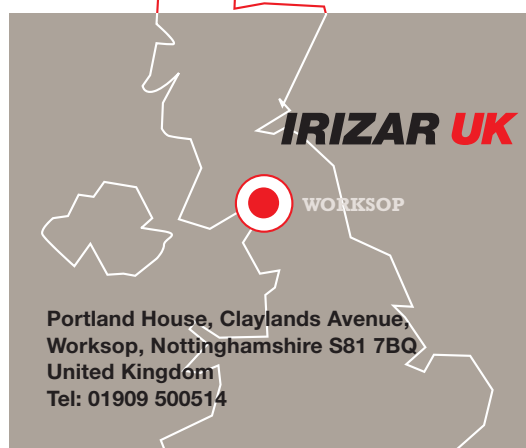 IRIZAR UK
WORKSOP
Portland House, Claylands Avenue,
Worksop, Nottinghamshire S81 7BQ
United Kingdom
Tel: 01909 500514